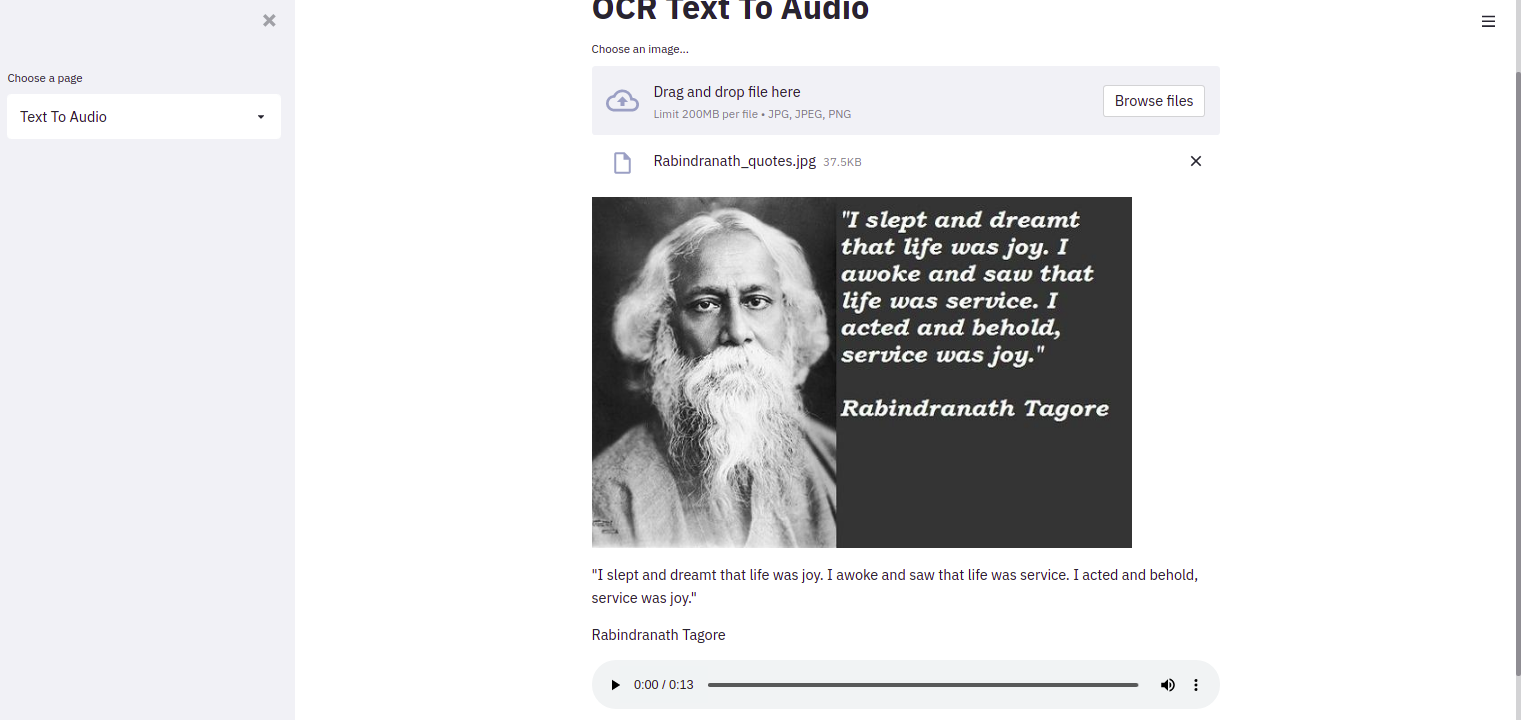 ×
OCR Text To Audio
Choose a page
Text To Audio
Choose an image...
Drag and drop file here
Limit 200MB per file • JPG, JPEG, PNG
Browse files
Rabindranath_quotes.jpg 37.5KB
"I slept and dreamt
that life was joy. I
awoke and saw that
life was service. I
acted and behold,
service was joy."
Rabindranath Tagore
"I slept and dreamt that life was joy. I awoke and saw that life was service. I acted and behold,
service was joy."
Rabindranath Tagore
0:00 / 0:13